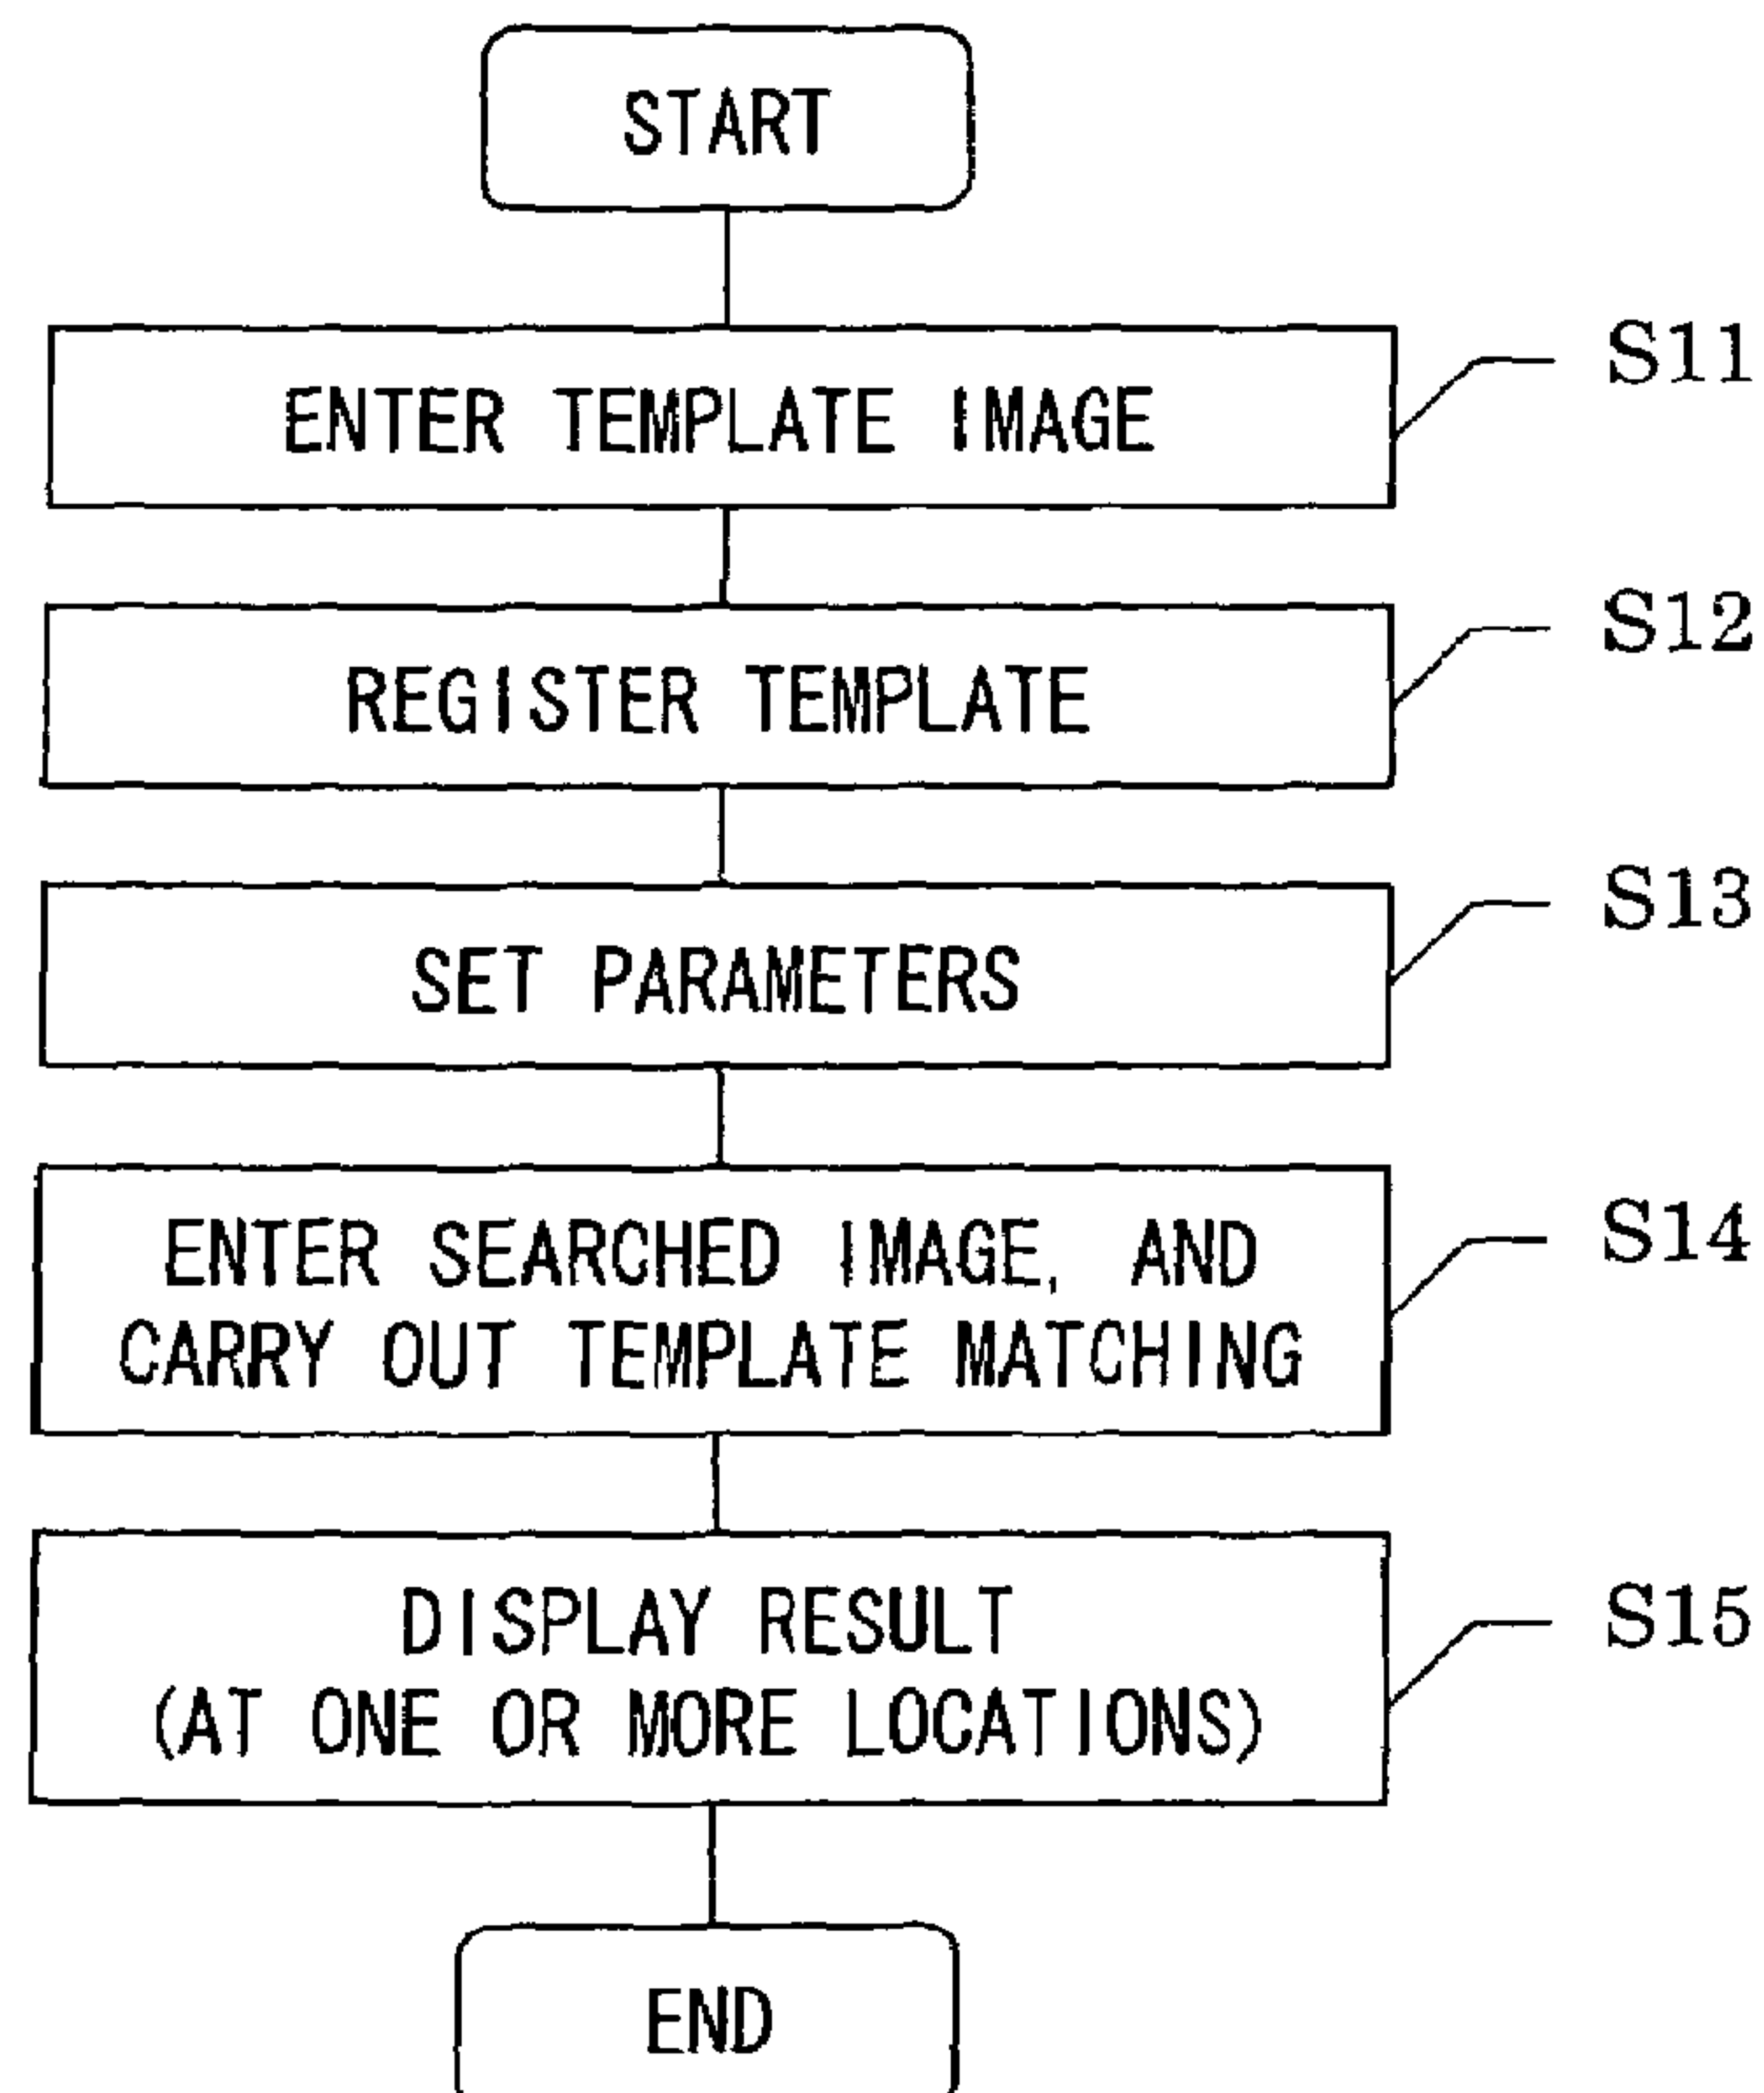 START
ENTER TEMPLATE IMAGE
S11
REGISTER TEMPLATE
S12
SET PARAMETERS
S13
ENTER SEARCHED IMAGE, AND
CARRY OUT TEMPLATE MATCHING
S14
DISPLAY RESULT
(AT ONE OR MORE LOCATIONS)
S15
END